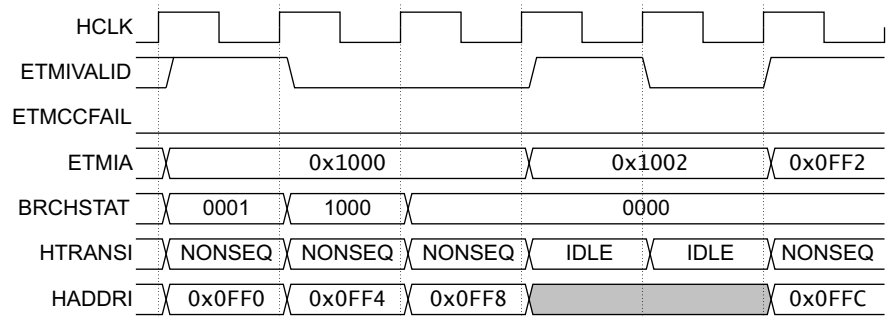 HCLK
ETMIVALID
ETMCCFAIL
ETMIA 0x1000 0x1002 0x0FF2
BRCHSTAT 0001 1000 0000
HTRANSI NONSEQ NONSEQ NONSEQ IDLE IDLE NONSEQ
HADDRI 0x0FF0 0x0FF4 0x0FF8 0x0FFC